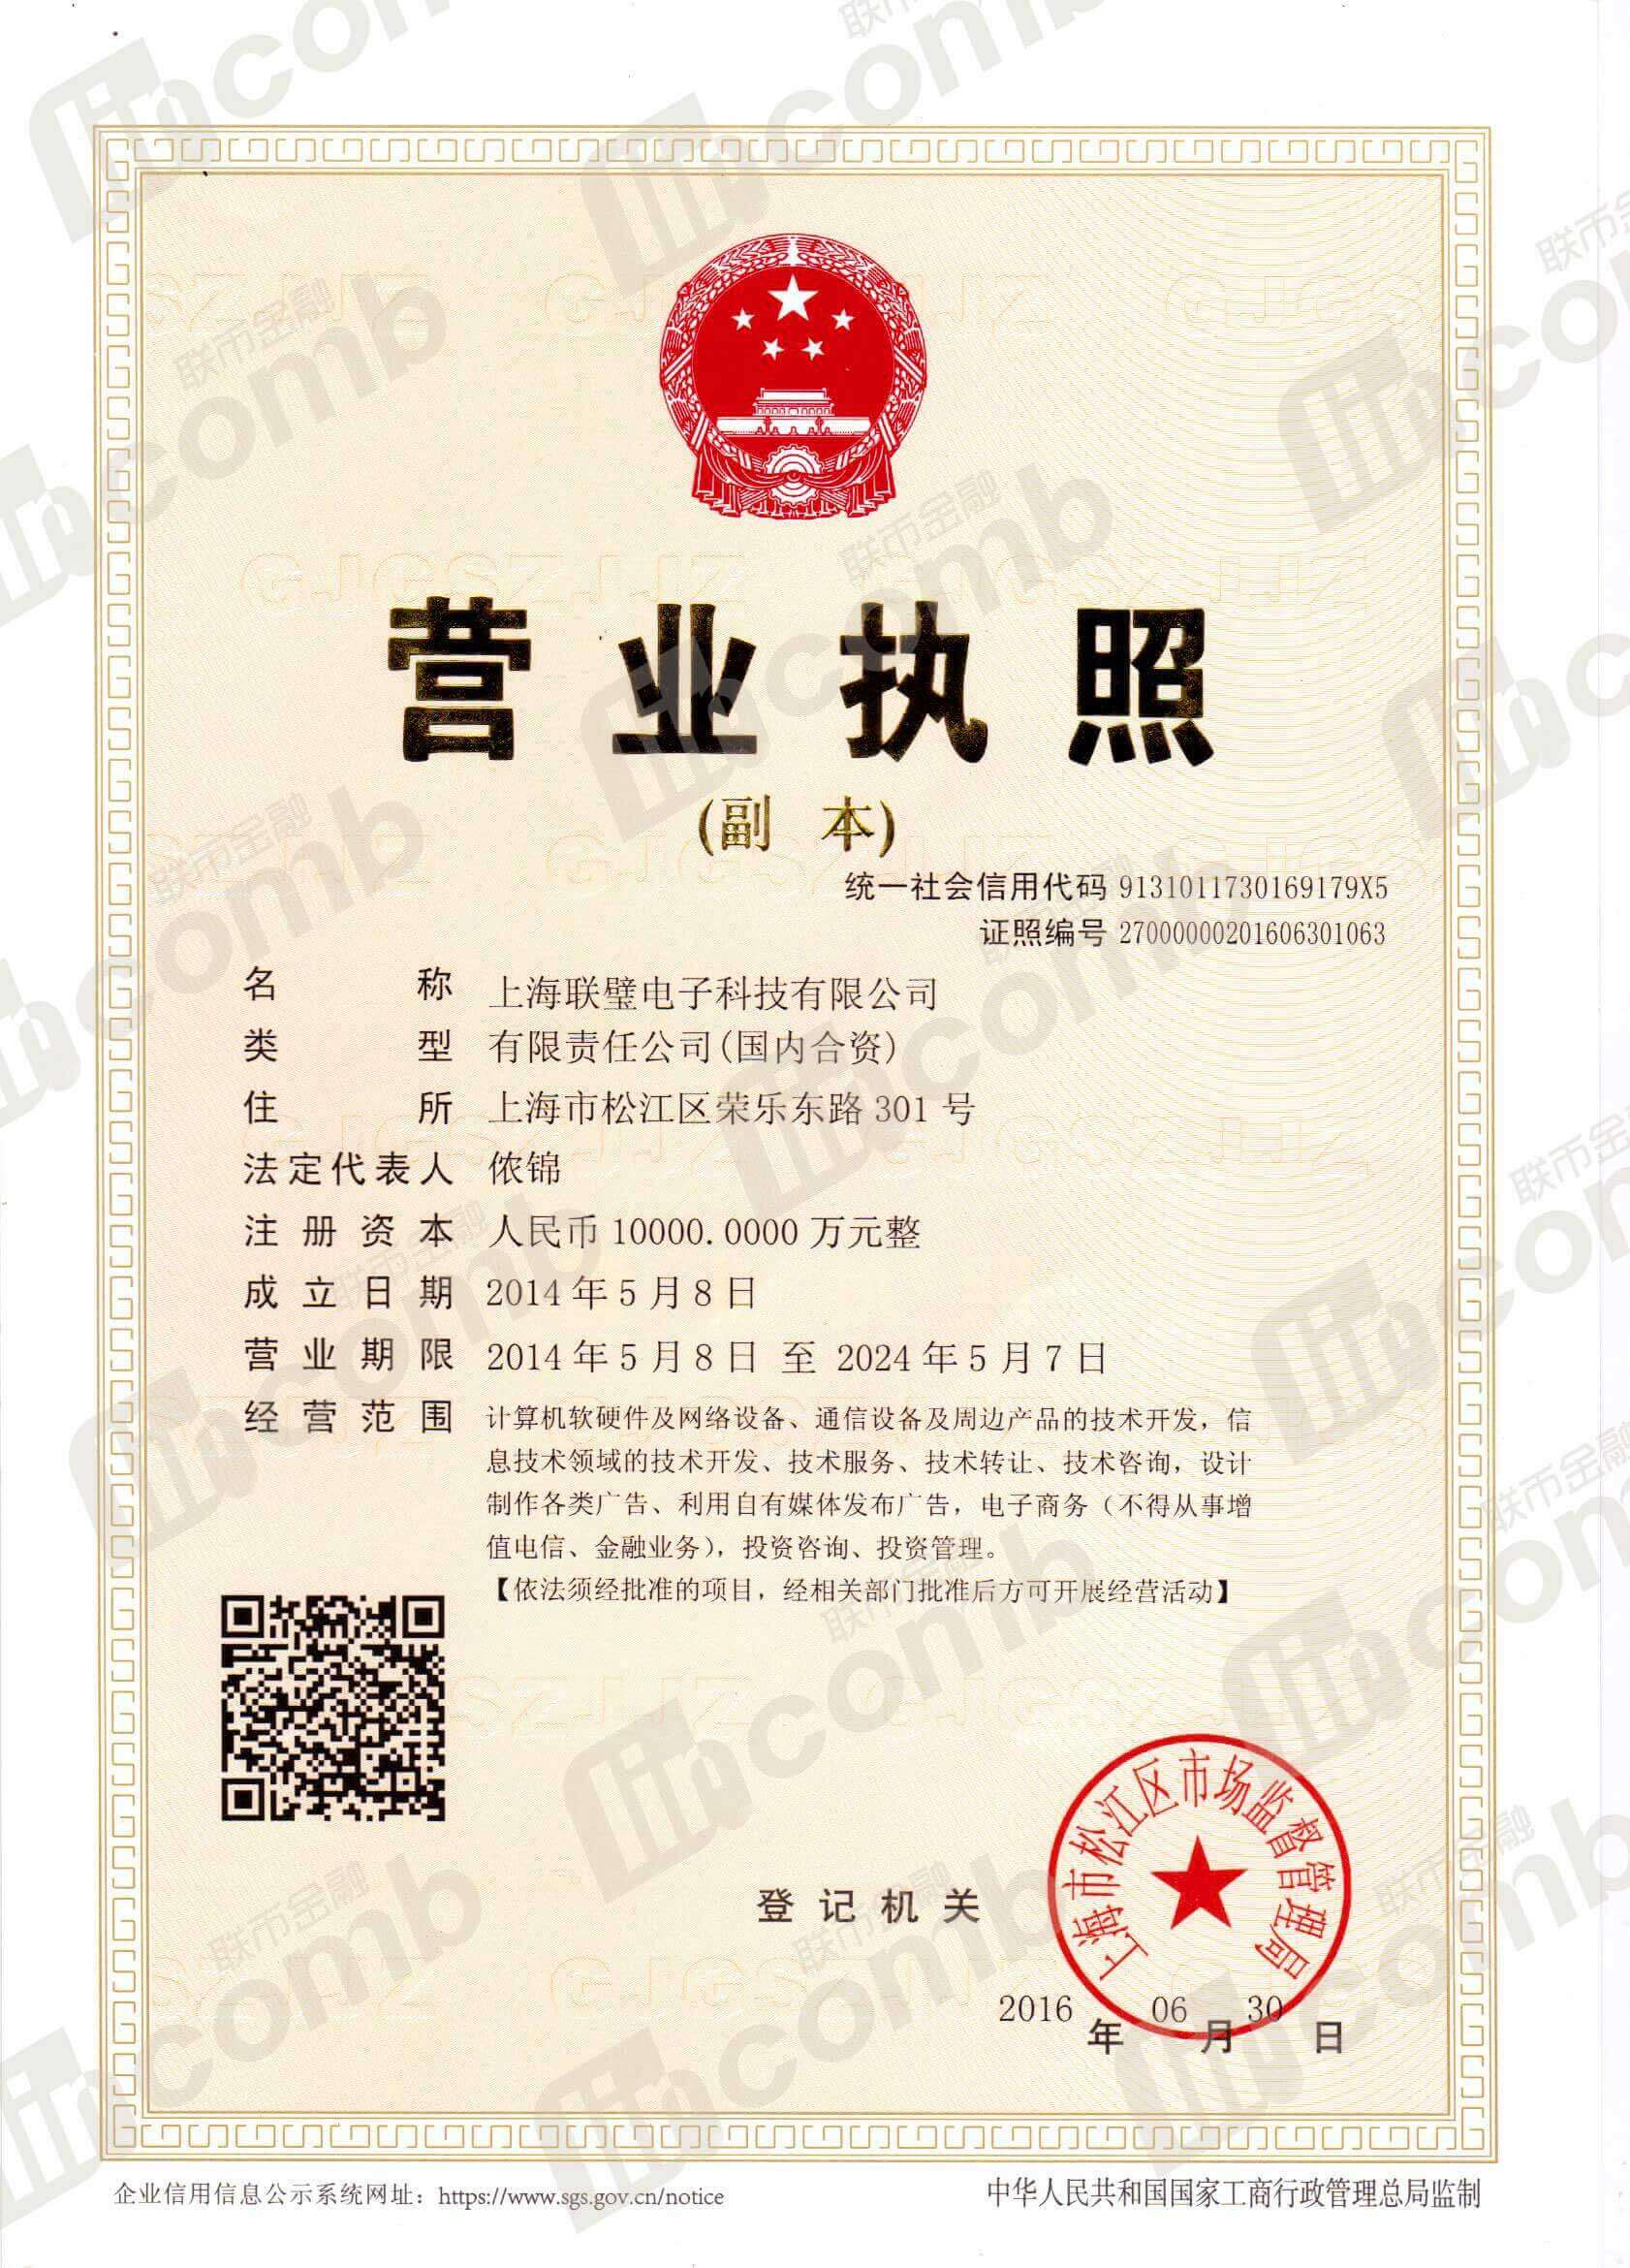 营业执照
(副 本)
统一社会信用代码 9131011730169179X5
证照编号 27000000201606301063
名 称 上海联璧电子科技有限公司
类 型 有限责任公司(国内合资)
住 所 上海市松江区荣乐东路 301 号
法定代表人 侬锦
注 册 资 本 人民币 10000.0000 万元整
成 立 日 期 2014 年 5 月 8 日
营 业 期 限 2014 年 5 月 8 日 至 2024 年 5 月 7 日
经 营 范 围 计算机软硬件及网络设备、通信设备及周边产品的技术开发，信
息技术领域的技术开发、技术服务、技术转让、技术咨询，设计
制作各类广告、利用自有媒体发布广告，电子商务（不得从事增
值电信、金融业务），投资咨询、投资管理。
【依法须经批准的项目，经相关部门批准后方可开展经营活动】
登 记 机 关
上海市松江区市场监督管理局
2016 年 06 月 30 日
企业信用信息公示系统网址：https://www.sgs.gov.cn/notice
中华人民共和国国家工商行政管理总局监制
联币金融
lincomb